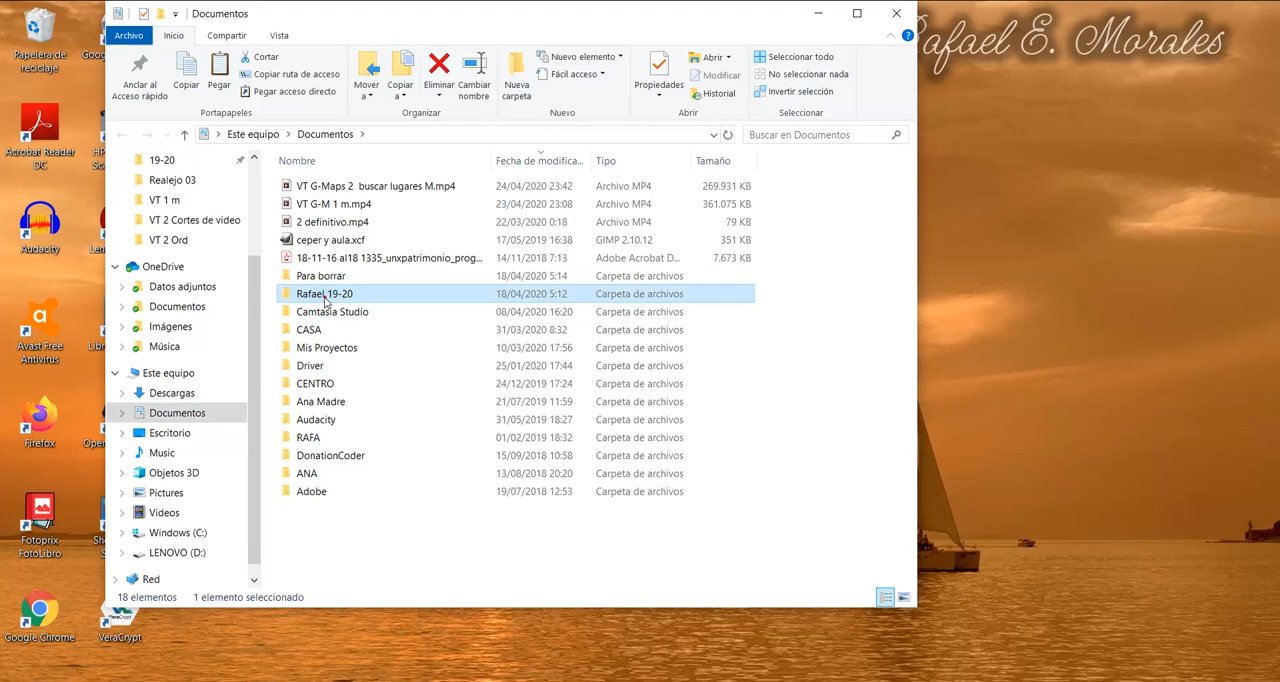 Documentos
Rafael E. Morales
Archivo Inicio Compartir Vista
Anclar al Acceso rápido
Copiar
Pegar
Cortar
Copiar ruta de acceso
Pegar acceso directo
Mover a
Copiar a
Eliminar
Cambiar nombre
Nueva carpeta
Nuevo elemento
Fácil acceso
Propiedades
Abrir
Modificar
Historial
Seleccionar todo
No seleccionar nada
Invertir selección
Portapapeles Organizar Nuevo Abrir Seleccionar
Este equipo > Documentos >
Buscar en Documentos
19-20
Realejo 03
VT 1 m
VT 2 Cortes de video
VT 2 Ord
OneDrive
Datos adjuntos
Documentos
Imágenes
Música
Este equipo
Descargas
Documentos
Escritorio
Music
Objetos 3D
Pictures
Videos
Windows (C:)
LENOVO (D:)
Red
Nombre Fecha de modifica... Tipo Tamaño
VT G-Maps 2 buscar lugares M.mp4 24/04/2020 23:42 Archivo MP4 269.931 KB
VT G-M 1 m.mp4 23/04/2020 23:08 Archivo MP4 361.075 KB
2 definitivo.mp4 22/03/2020 0:18 Archivo MP4 79 KB
ceper y aula.xcf 17/05/2019 16:38 GIMP 2.10.12 351 KB
18-11-16 al18 1335_unxpatrimonio_prog... 14/11/2018 7:13 Adobe Acrobat D... 7.673 KB
Para borrar 18/04/2020 5:14 Carpeta de archivos
Rafael 19-20 18/04/2020 5:12 Carpeta de archivos
Camtasia Studio 08/04/2020 16:20 Carpeta de archivos
CASA 31/03/2020 8:32 Carpeta de archivos
Mis Proyectos 10/03/2020 17:56 Carpeta de archivos
Driver 25/01/2020 17:44 Carpeta de archivos
CENTRO 24/12/2019 17:24 Carpeta de archivos
Ana Madre 21/07/2019 11:59 Carpeta de archivos
Audacity 31/05/2019 18:27 Carpeta de archivos
RAFA 01/02/2019 18:32 Carpeta de archivos
DonationCoder 15/09/2018 10:58 Carpeta de archivos
ANA 13/08/2018 20:20 Carpeta de archivos
Adobe 19/07/2018 12:53 Carpeta de archivos
18 elementos 1 elemento seleccionado
Papelera de reciclaje
Acrobat Reader DC
Audacity
Avast Free Antivirus
Firefox
Fotoprix FotoLibro
Google Chrome
VeraCrypt